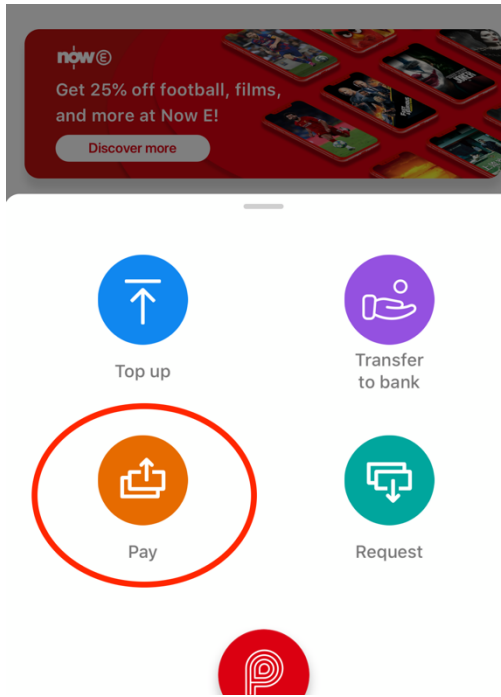 now E
Get 25% off football, films,
and more at Now E!
Discover more
Top up
Transfer
to bank
Pay
Request